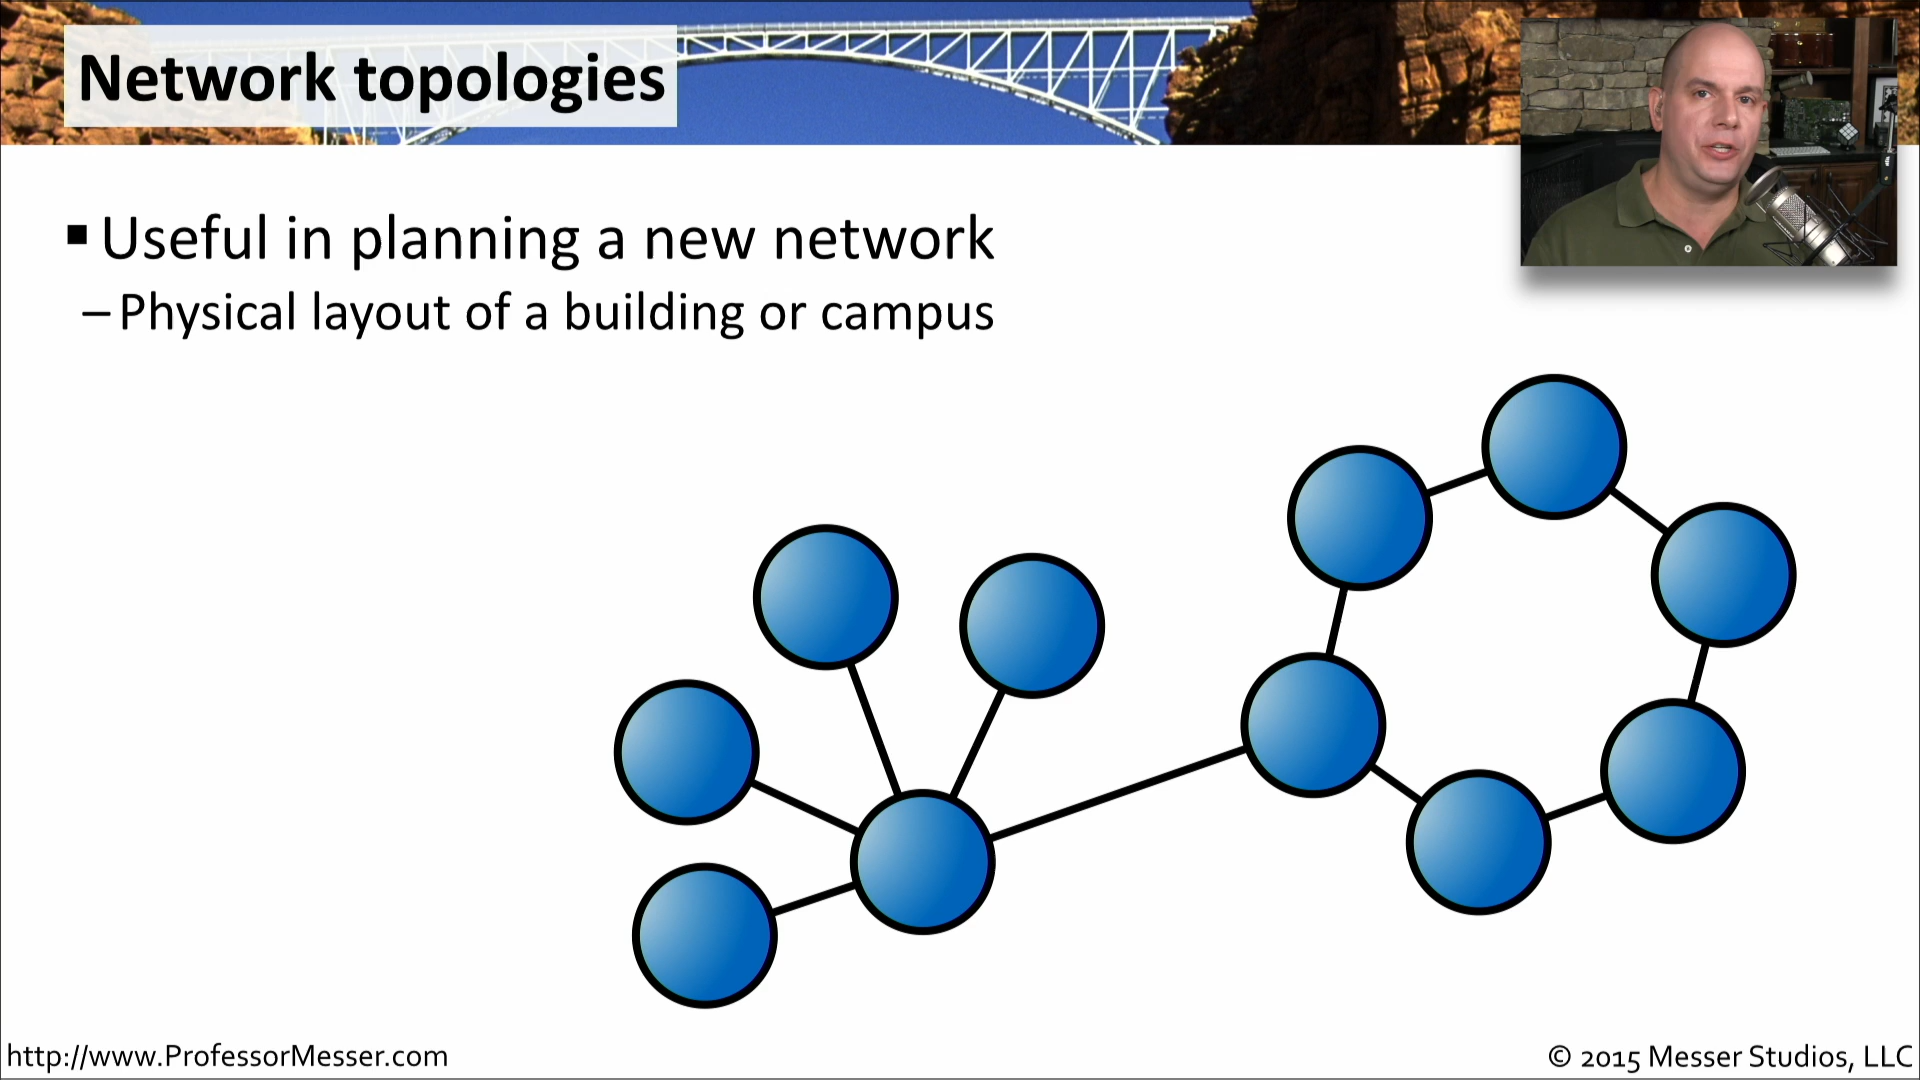 Network topologies
▪ Useful in planning a new network
– Physical layout of a building or campus
http://www.ProfessorMesser.com
© 2015 Messer Studios, LLC